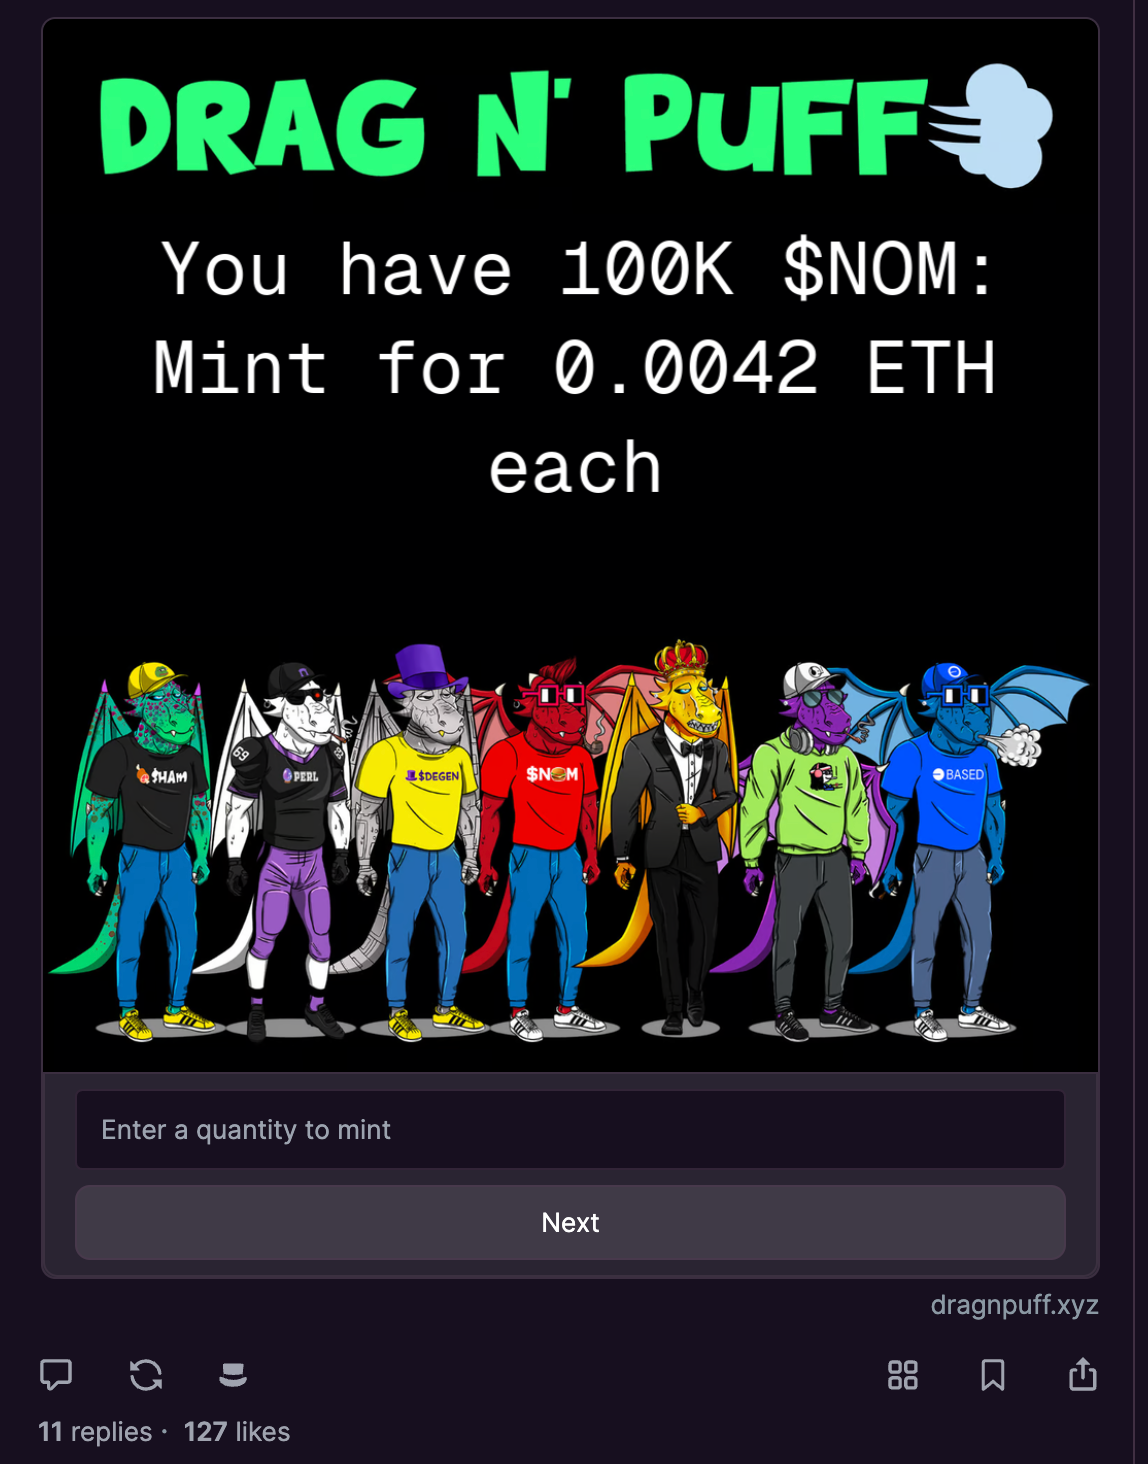 DRAG N' PUFF
You have 100K $NOM:
Mint for 0.0042 ETH
each
69
$HAM
PERL
$DEGEN
$NOM
BASED
Enter a quantity to mint
Next
dragnpuff.xyz
11 replies · 127 likes